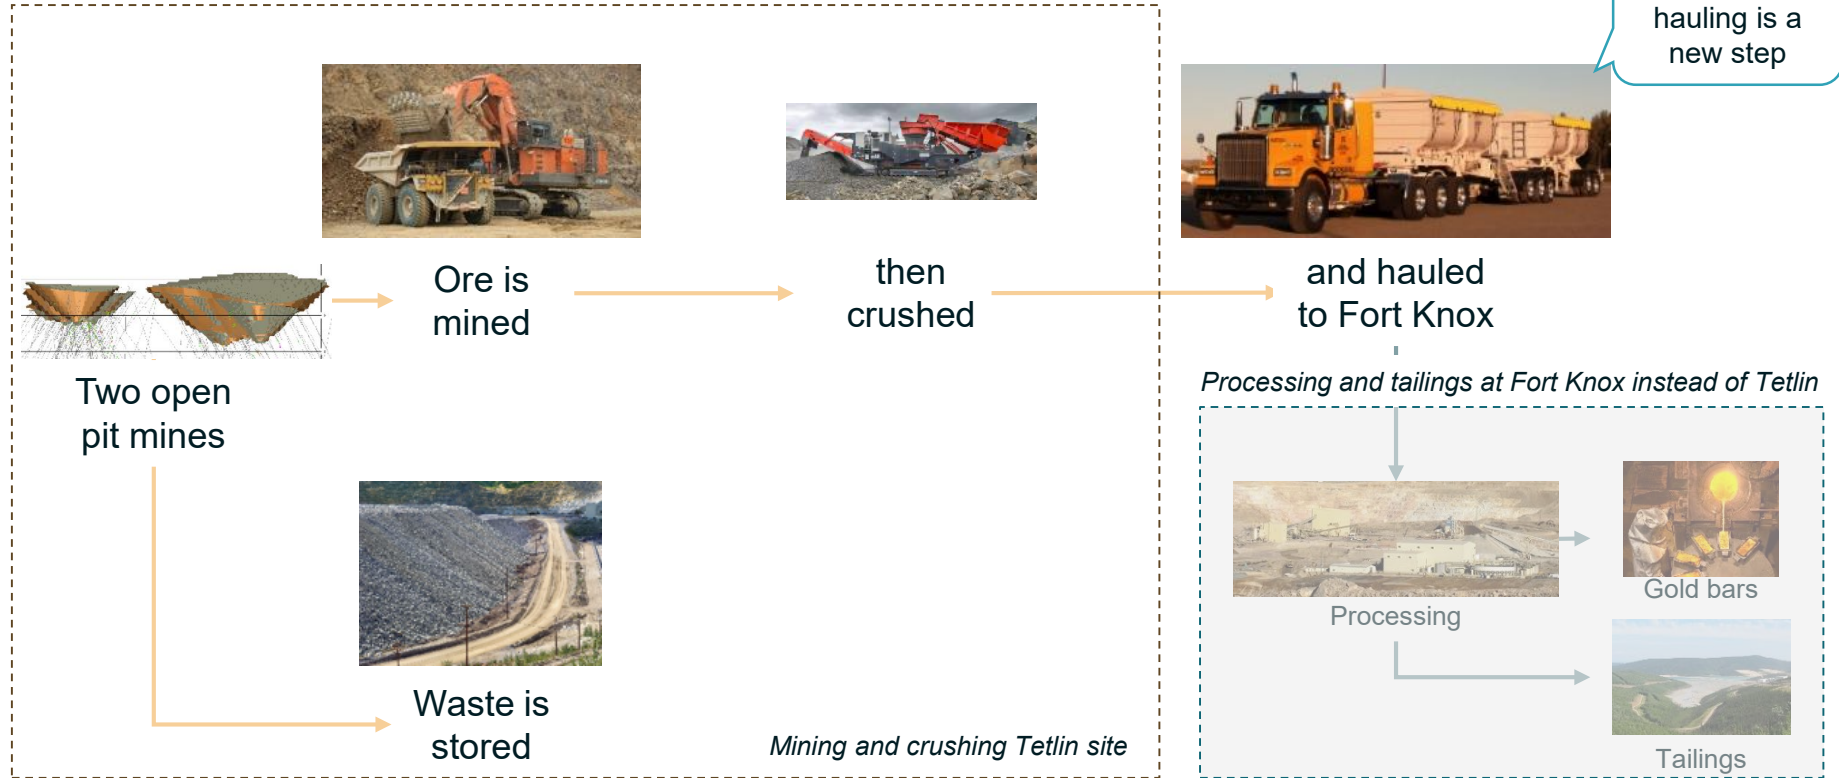 hauling is a
new step
Ore is
mined
then
crushed
and hauled
to Fort Knox
Two open
pit mines
Processing and tailings at Fort Knox instead of Tetlin
Processing
Gold bars
Tailings
Waste is
stored
Mining and crushing Tetlin site